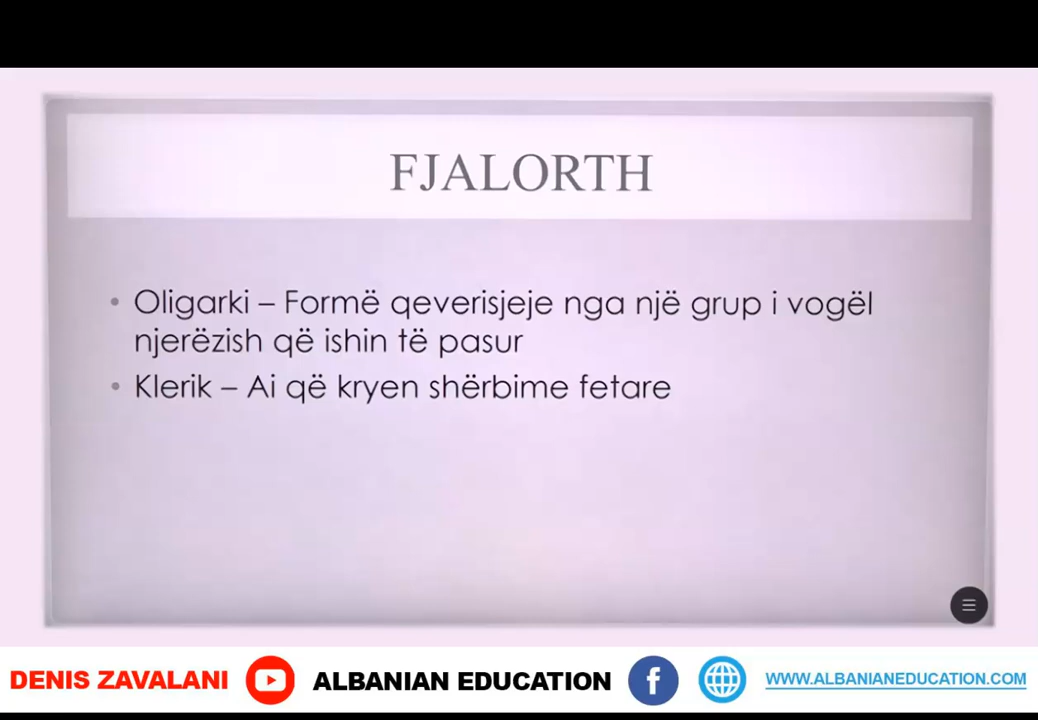 FJALORTH
• Oligarki – Formë qeverisjeje nga një grup i vogël
njerëzish që ishin të pasur
• Klerik – Ai që kryen shërbime fetare
DENIS ZAVALANI ALBANIAN EDUCATION WWW.ALBANIANEDUCATION.COM